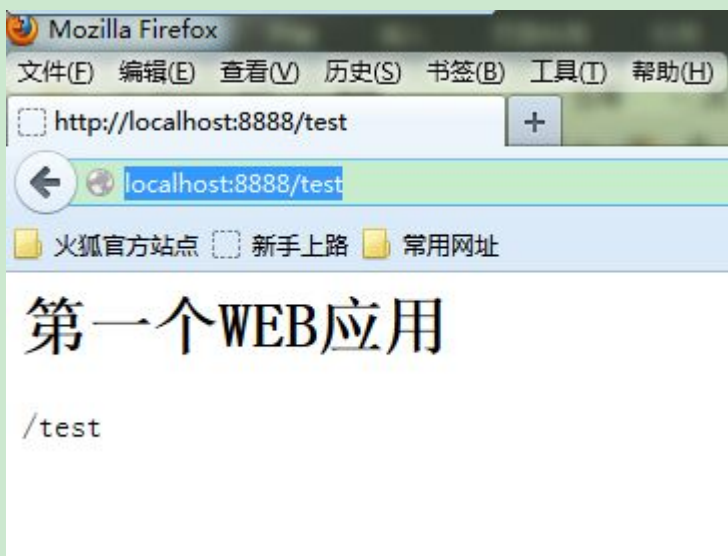 Mozilla Firefox
文件(F) 编辑(E) 查看(V) 历史(S) 书签(B) 工具(T) 帮助(H)
http://localhost:8888/test +
localhost:8888/test
火狐官方站点 新手上路 常用网址
第一个WEB应用
/test